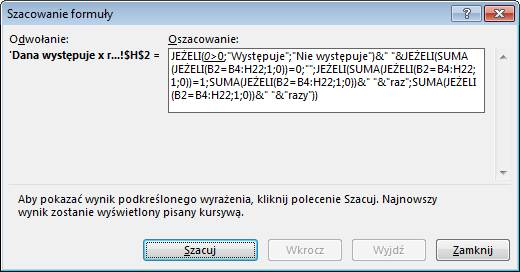 Szacowanie formuły
Odwołanie:
Oszacowanie:
'Dana występuje x r...!$H$2 =
JEŻELI(0>0;"Występuje";"Nie występuje")&" "&JEŻELI(SUMA
(JEŻELI(B2=B4:H22;1;0))=0;"";JEŻELI(SUMA(JEŻELI(B2=B4:H22;
1;0))=1;SUMA(JEŻELI(B2=B4:H22;1;0))&" "&"raz";SUMA(JEŻELI
(B2=B4:H22;1;0))&" "&"razy"))
Aby pokazać wynik podkreślonego wyrażenia, kliknij polecenie Szacuj. Najnowszy
wynik zostanie wyświetlony pisany kursywą.
Szacuj
Wkrocz
Wyjdź
Zamknij